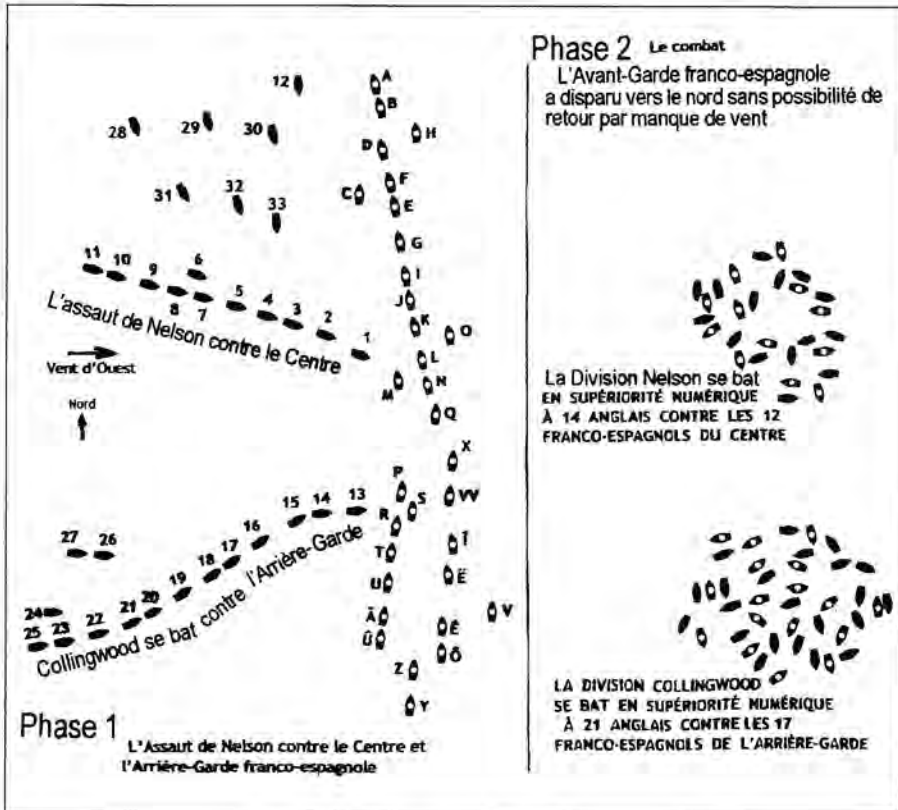 Phase 2 Le combat
L'Avant-Garde franco-espagnole
a disparu vers le nord sans possibilité de
retour par manque de vent
12
A
B
28
29
30
H
D
31
32
33
C
F
E
G
11
10
9
6
I
8
7
5
4
3
2
1
J
K
O
L'assaut de Nelson contre le Centre
L
Vent d'Ouest
M
N
Nord
Q
La Division Nelson se bat
EN SUPÉRIORITÉ NUMÉRIQUE
À 14 ANGLAIS CONTRE LES 12
FRANCO-ESPAGNOLS DU CENTRE
X
P
15
14
13
S
VV
R
27
26
16
T
Ï
17
18
U
Ë
19
20
24
21
Ä
V
25
23
22
Ü
É
Ö
Collingwood se bat contre l'Arrière-Garde
Z
Y
Phase 1
L'Assaut de Nelson contre le Centre et
l'Arrière-Garde franco-espagnole
LA DIVISION COLLINGWOOD
SE BAT EN SUPÉRIORITÉ NUMÉRIQUE
À 21 ANGLAIS CONTRE LES 17
FRANCO-ESPAGNOLS DE L'ARRIÈRE-GARDE